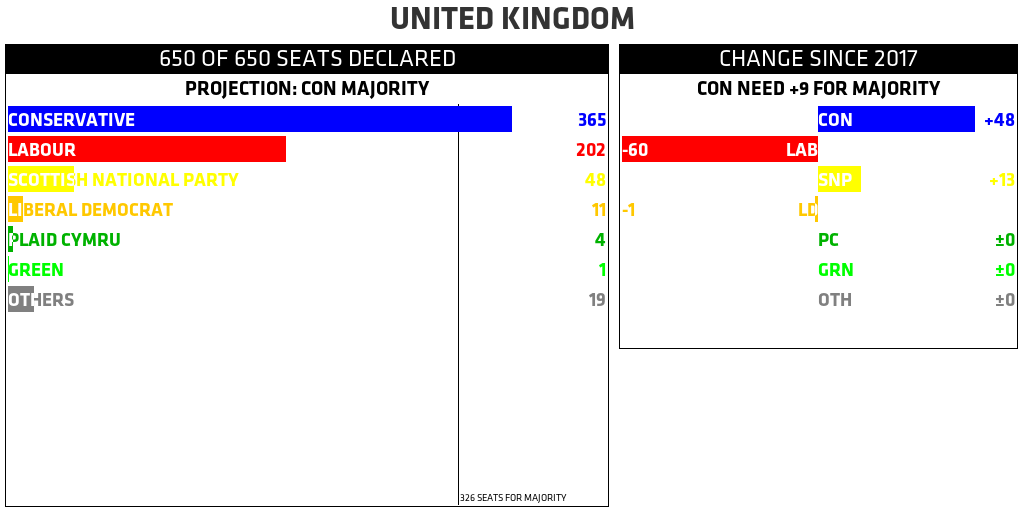 UNITED KINGDOM
650 OF 650 SEATS DECLARED
PROJECTION: CON MAJORITY
CONSERVATIVE 365
LABOUR 202
SCOTTISH NATIONAL PARTY 48
LIBERAL DEMOCRAT 11
PLAID CYMRU 4
GREEN 1
OTHERS 19
326 SEATS FOR MAJORITY
CHANGE SINCE 2017
CON NEED +9 FOR MAJORITY
CON +48
-60 LAB
SNP +13
-1 LD
PC ±0
GRN ±0
OTH ±0